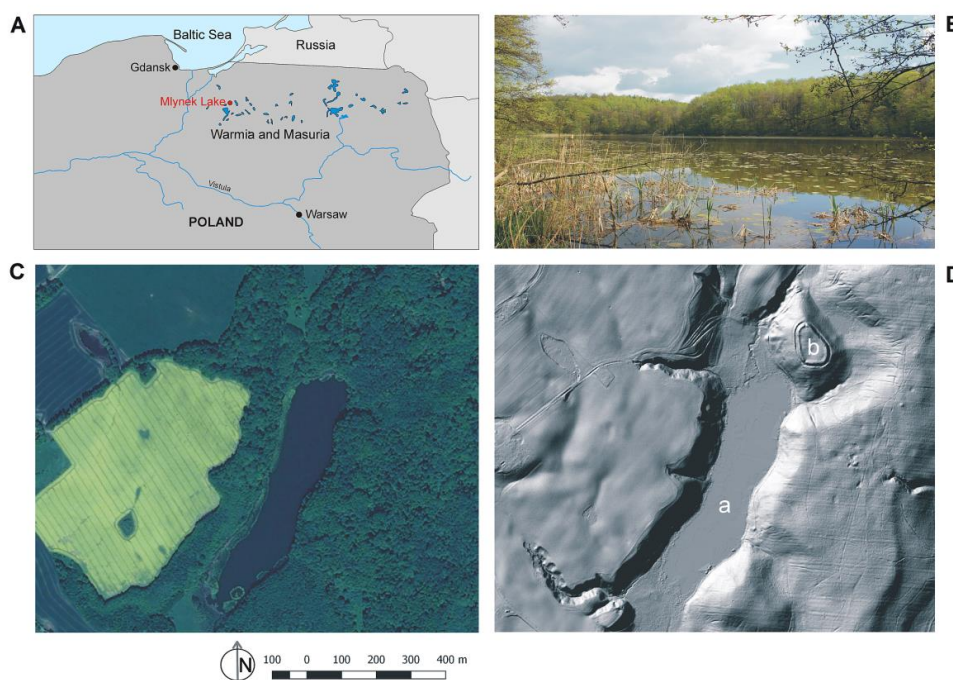 A
Baltic Sea
Russia
Gdansk
Mlynek Lake
Warmia and Masuria
Vistula
POLAND
Warsaw
B
C
D
b
a
N
100 0 100 200 300 400 m